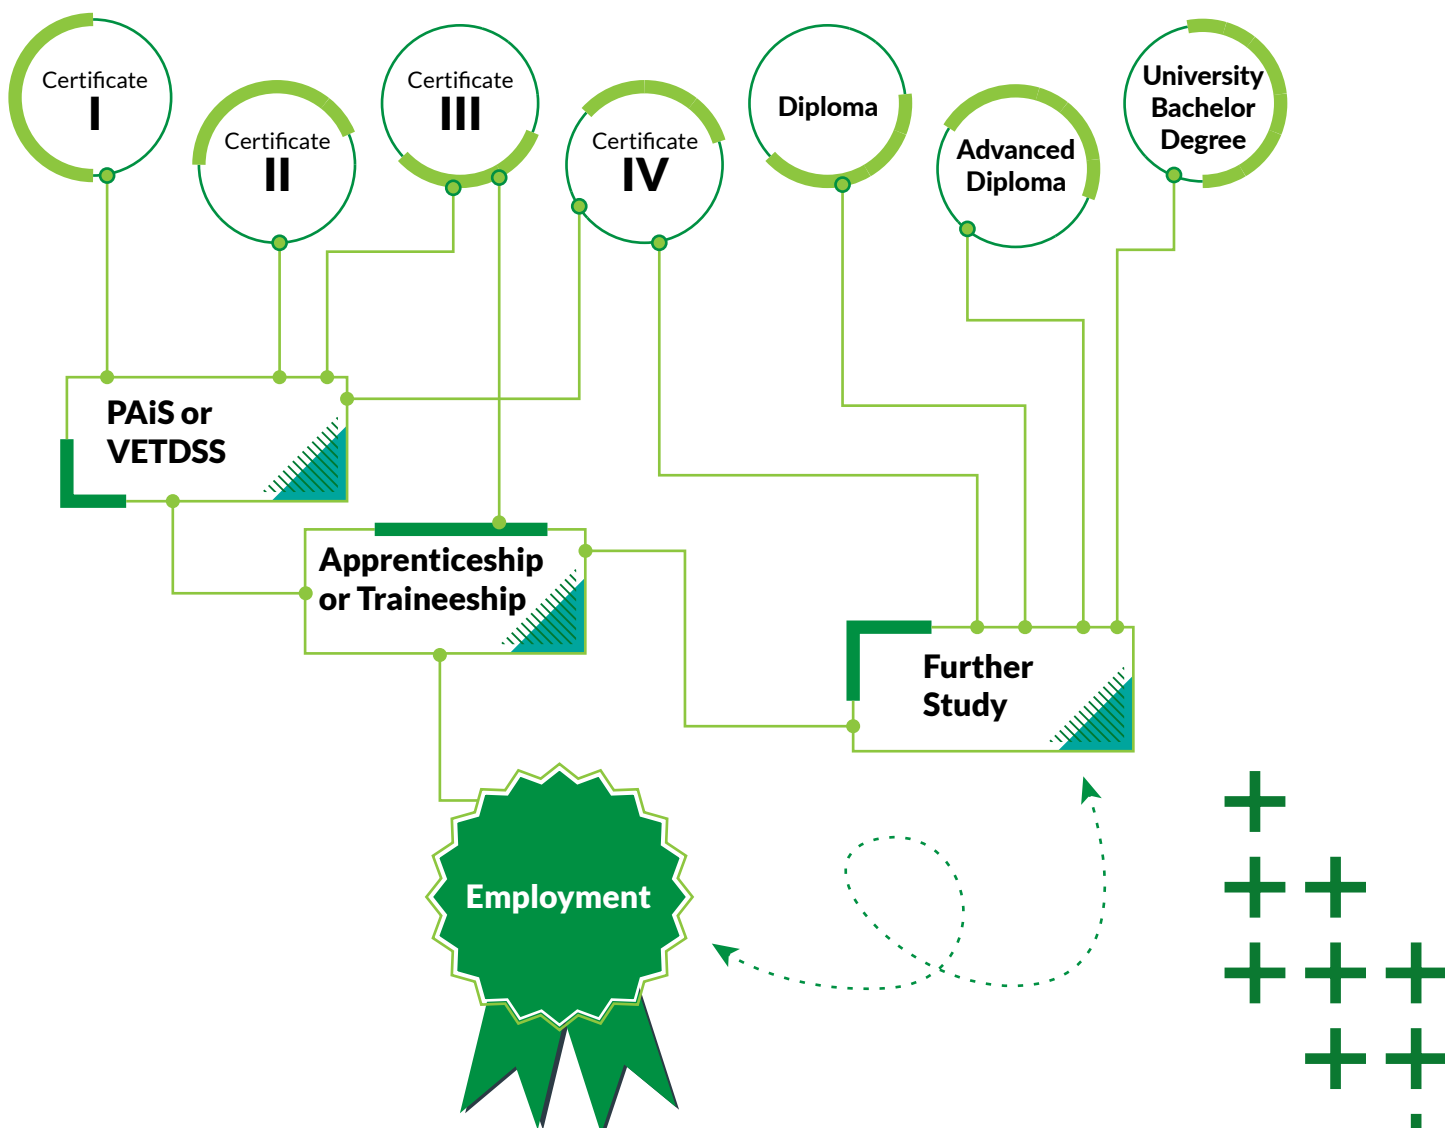 Certificate
I
Certificate
II
Certificate
III
Certificate
IV
Diploma
Advanced
Diploma
University
Bachelor
Degree
PAiS or
VETDSS
Apprenticeship
or Traineeship
Further
Study
Employment